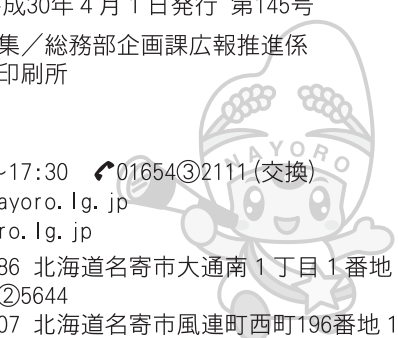 成30年４月１日発行 第145号
集／総務部企画課広報推進係
印刷所
NAYORO
～17:30 01654③2111(交換)
ayoro.lg.jp
ro.lg.jp
86 北海道名寄市大通南１丁目１番地
②5644
07 北海道名寄市風連町西町196番地１